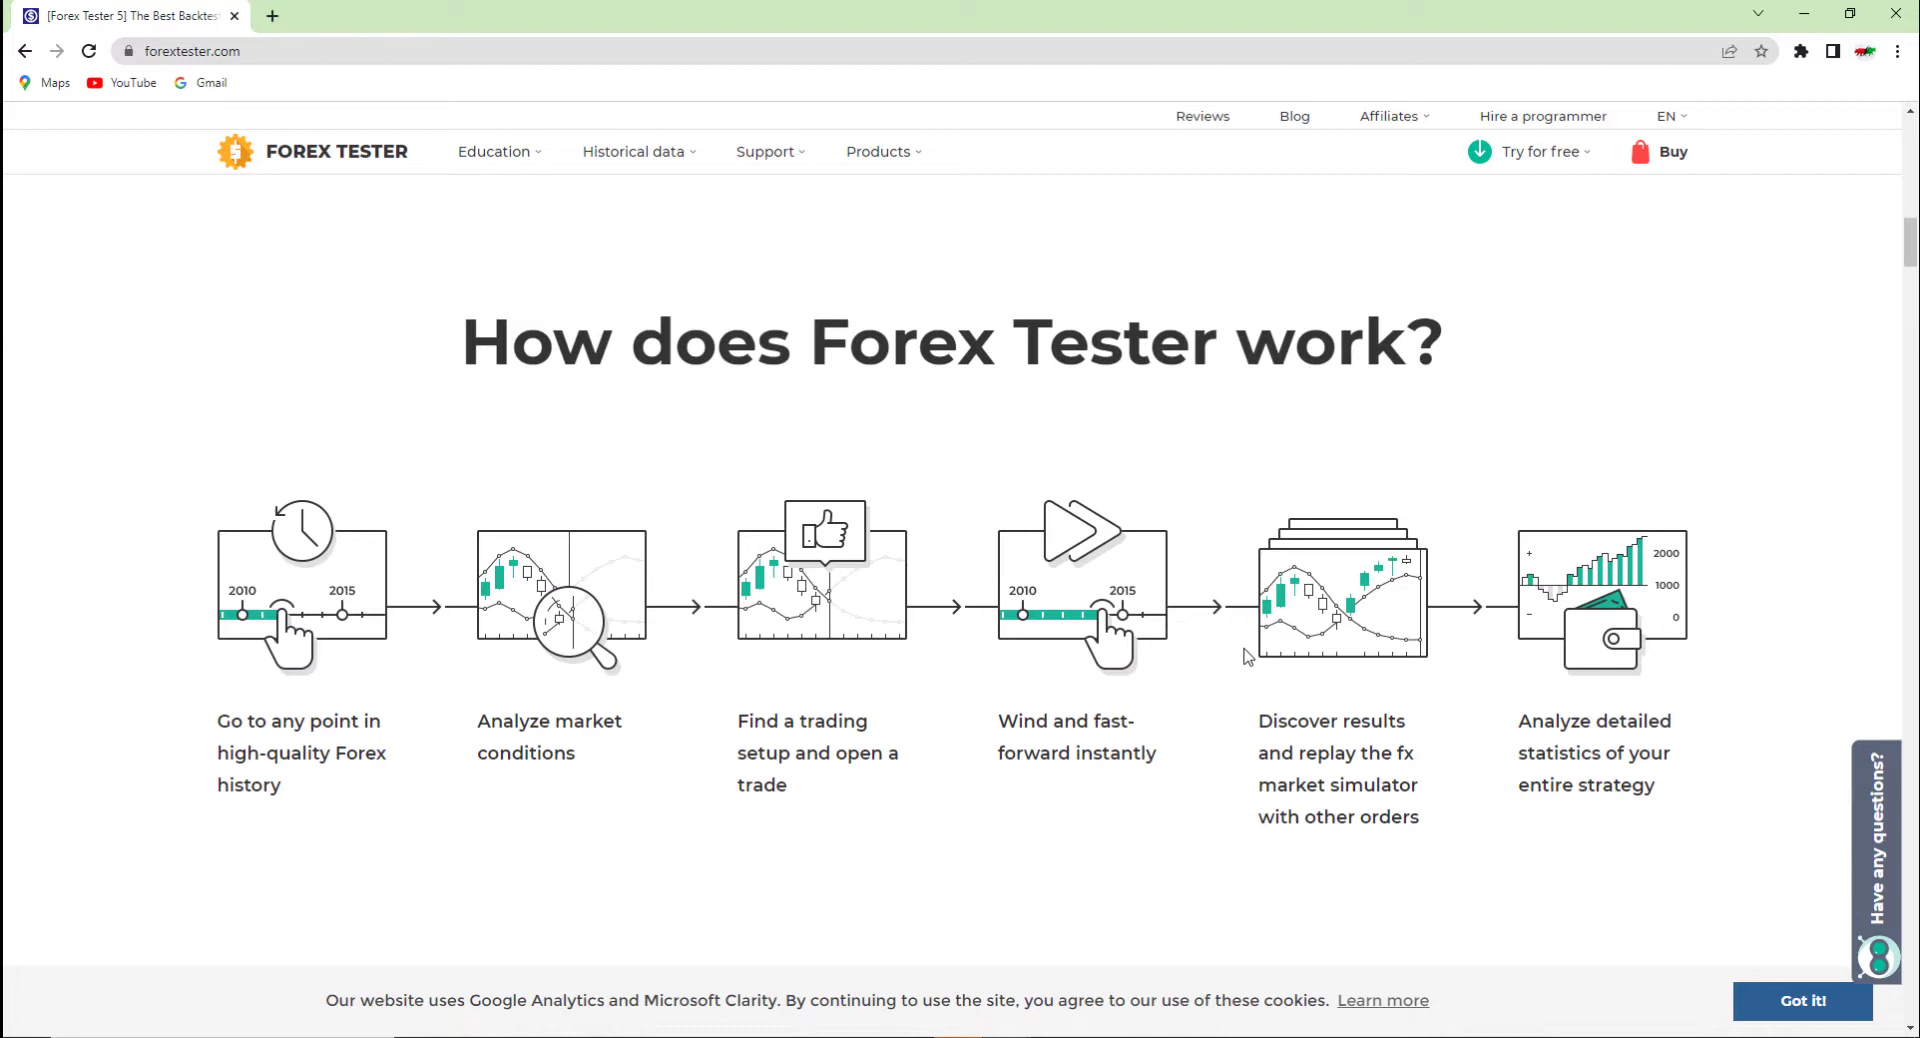 [Forex Tester 5] The Best Backtes
forextester.com
Maps YouTube Gmail
Reviews Blog Affiliates Hire a programmer EN
FOREX TESTER Education Historical data Support Products Try for free Buy
How does Forex Tester work?
2010 2015
2010 2015
2000
1000
0
Go to any point in
high-quality Forex
history
Analyze market
conditions
Find a trading
setup and open a
trade
Wind and fast-
forward instantly
Discover results
and replay the fx
market simulator
with other orders
Analyze detailed
statistics of your
entire strategy
Have any questions?
Our website uses Google Analytics and Microsoft Clarity. By continuing to use the site, you agree to our use of these cookies. Learn more
Got it!